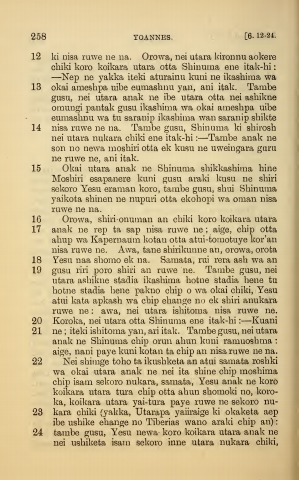 258 YOANNES. [6. 12-24.
12 ki nisa ruwe ne na. Orowa, nei utara kironnu aokere
chiki koro koikara utara otta Shinuma ene itak-hi:
—Nep ne yakka iteki aturainu kuni ne ikashima wa
13 okai ameshpa uibe eumashnu yan, ani itak. Tambe
gusu, nei utara anak ne ibe utara otta nei ashikne
omungi pantak gusu ikashima wa okai ameshpa uibe
eumashnu wa tu saranip ikashima wan saranip shikte
14 nisa ruwe ne na. Tambe gusu, Shinuma ki shirosh
nei utara nukara chiki ene itak-hi:—Tambe anak ne
son no newa moshiri otta ek kusu ne uweingara guru
ne ruwe ne, ani itak.
15 Okai utara anak ne Shinuma shikkashima hine
Moshiri esapanere kuni gusu araki kusu ne shiri
sekoro Yesu eraman koro, tambe gusu, shui Shinuma
yaikota shinen ne nupuri otta ekohopi wa oman nisa
ruwe ne na.
16 Orowa, shiri-onuman an chiki koro koikara utara
17 anak ne rep ta sap nisa ruwe ne; aige, chip otta
ahup wa Kapernaum kotan otta atui-tomotuye kor'an
nisa ruwe ne. Awa, tane shirikunne an, orowa, orota
18 Yesu naa shomo ek na. Samata, rui rera ash wa an
19 gusu riri poro shiri an ruwe ne. Tambe gusu, nei
utara ashikne stadia ikashima hotne stadia hene tu
hotne stadia hene pakno chip o wa okai chiki, Yesu
atui kata apkash wa chip ehange no ek shiri anukara
ruwe ne: awa, nei utara ishitoma nisa ruwe ne.
20 Koroka, nei utara otta Shinuma ene itak-hi:—Kuani
21 ne; iteki ishitoma yan, ari itak. Tambe gusu, nei utara
anak ne Shinuma chip orun ahun kuni ramuoshma:
aige, nani paye kuni kotan ta chip an nisa ruwe ne na.
22 Nei shimge toho ta ikushketa an atui samata roshki
wa okai utara anak ne nei ita shine chip moshima
chip isam sekoro nukara, samata, Yesu anak ne koro
koikara utara tura chip otta ahun shomoki no, koro-
ka, koikara utara yai-tura paye ruwe ne sekoro nu-
23 kara chiki (yakka, Utarapa yaiiraige ki okaketa aep
ibe ushike ehange no Tiberias wano araki chip an):
24 tambe gusu, Yesu newa koro koikara utara anak ne
nei ushiketa isam sekoro inne utara nukara chiki,